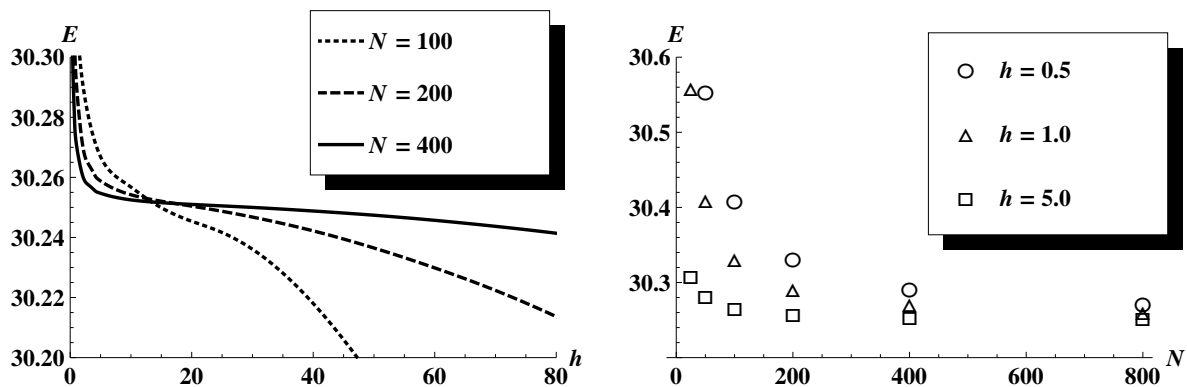 E
30.30
30.28
30.26
30.24
30.22
30.20
0 20 40 60 80
h
N = 100
N = 200
N = 400
E
30.6
30.5
30.4
30.3
0 200 400 600 800
N
h = 0.5
h = 1.0
h = 5.0